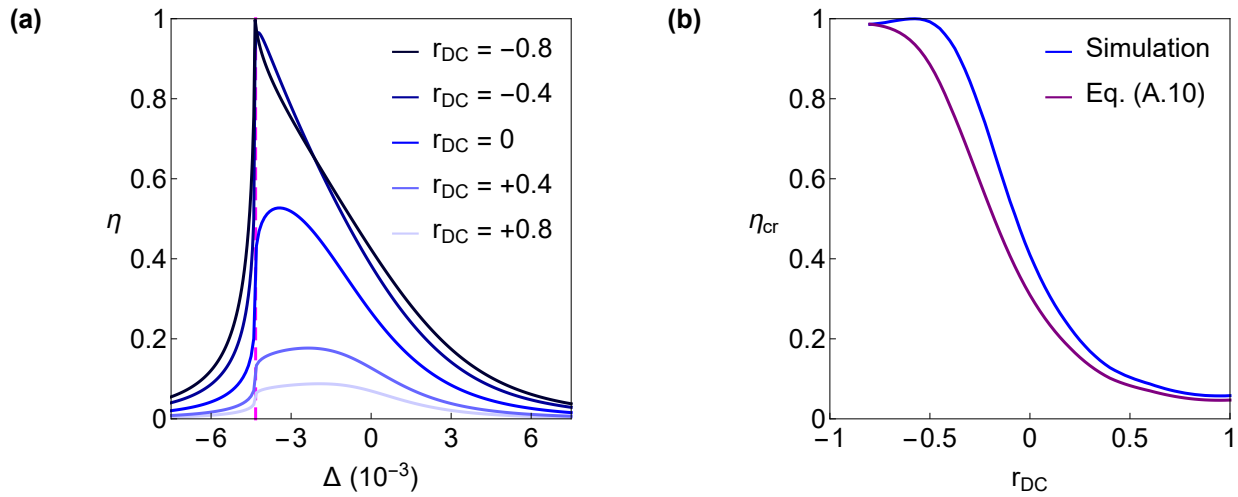 (a)
1
0.8
0.6
0.4
0.2
0
η
−6
−3
0
3
6
Δ (10⁻³)
r_DC = −0.8
r_DC = −0.4
r_DC = 0
r_DC = +0.4
r_DC = +0.8
(b)
1
0.8
0.6
0.4
0.2
0
η_cr
−1
−0.5
0
0.5
1
r_DC
Simulation
Eq. (A.10)